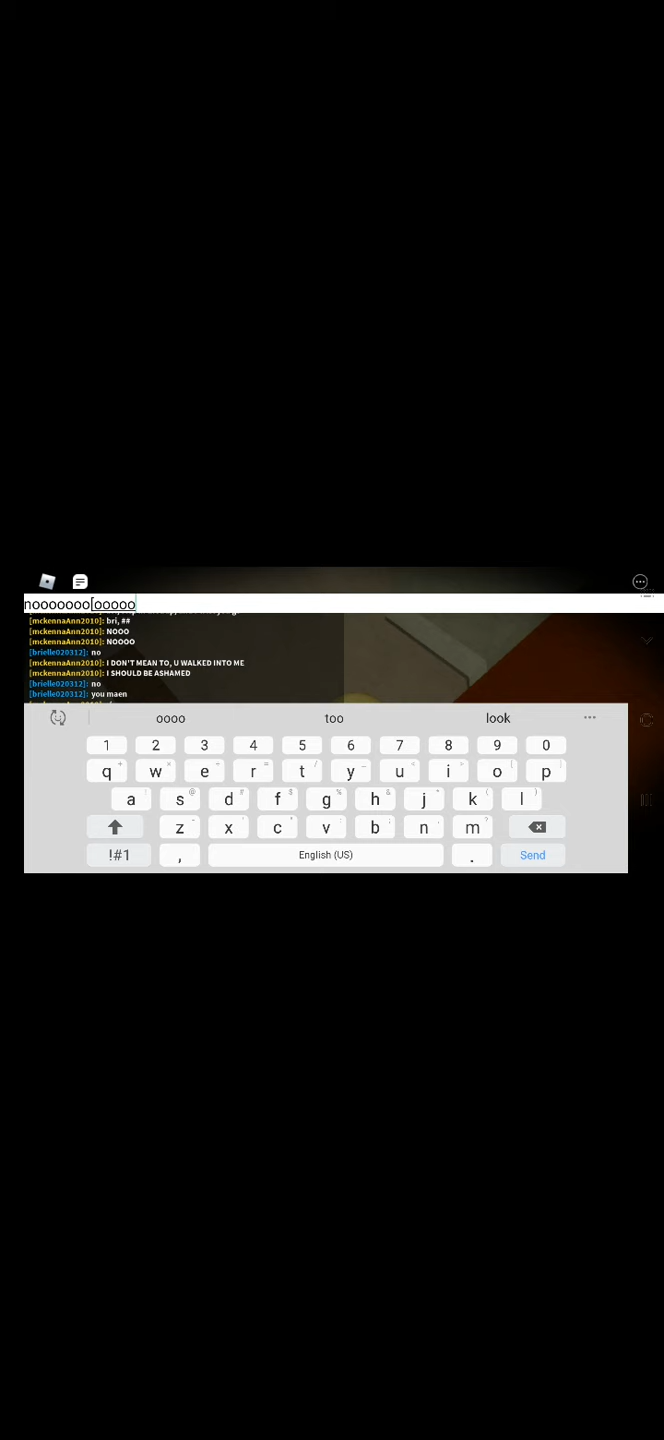 nooooooo[ooooo
[mckennaAnn2010]: bri, ##
[mckennaAnn2010]: NOOO
[mckennaAnn2010]: NOOOO
[brielle020312]: no
[mckennaAnn2010]: I DON'T MEAN TO, U WALKED INTO ME
[mckennaAnn2010]: I SHOULD BE ASHAMED
[brielle020312]: no
[brielle020312]: you maen
oooo too look
1 2 3 4 5 6 7 8 9 0
q w e r t y u i o p
a s d f g h j k l
z x c v b n m
!#1 , English (US) . Send